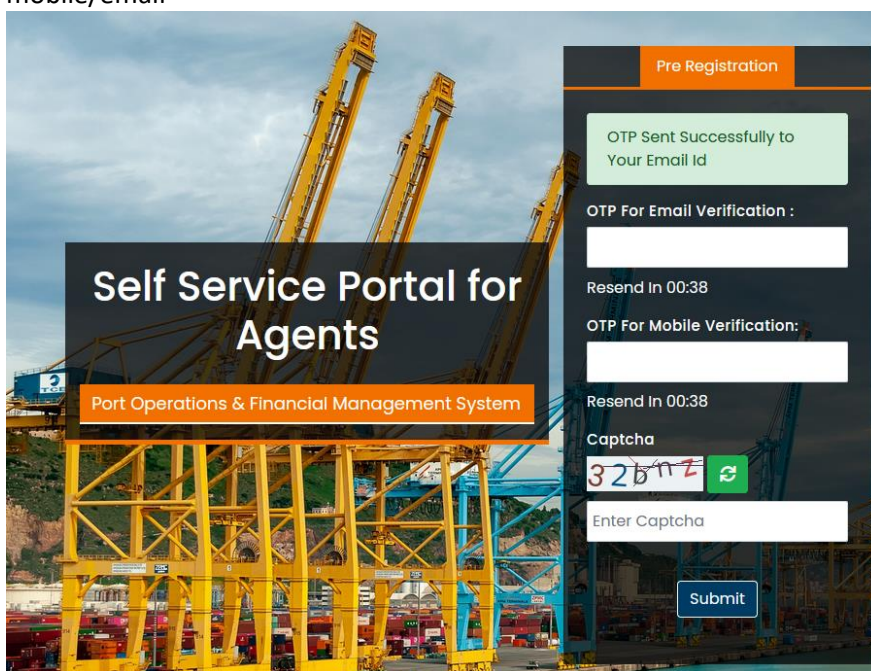 mobile/email
Pre Registration
OTP Sent Successfully to
Your Email Id
OTP For Email Verification :
Resend In 00:38
OTP For Mobile Verification:
Resend In 00:38
Captcha
32bnz
Enter Captcha
Submit
Self Service Portal for
Agents
Port Operations & Financial Management System